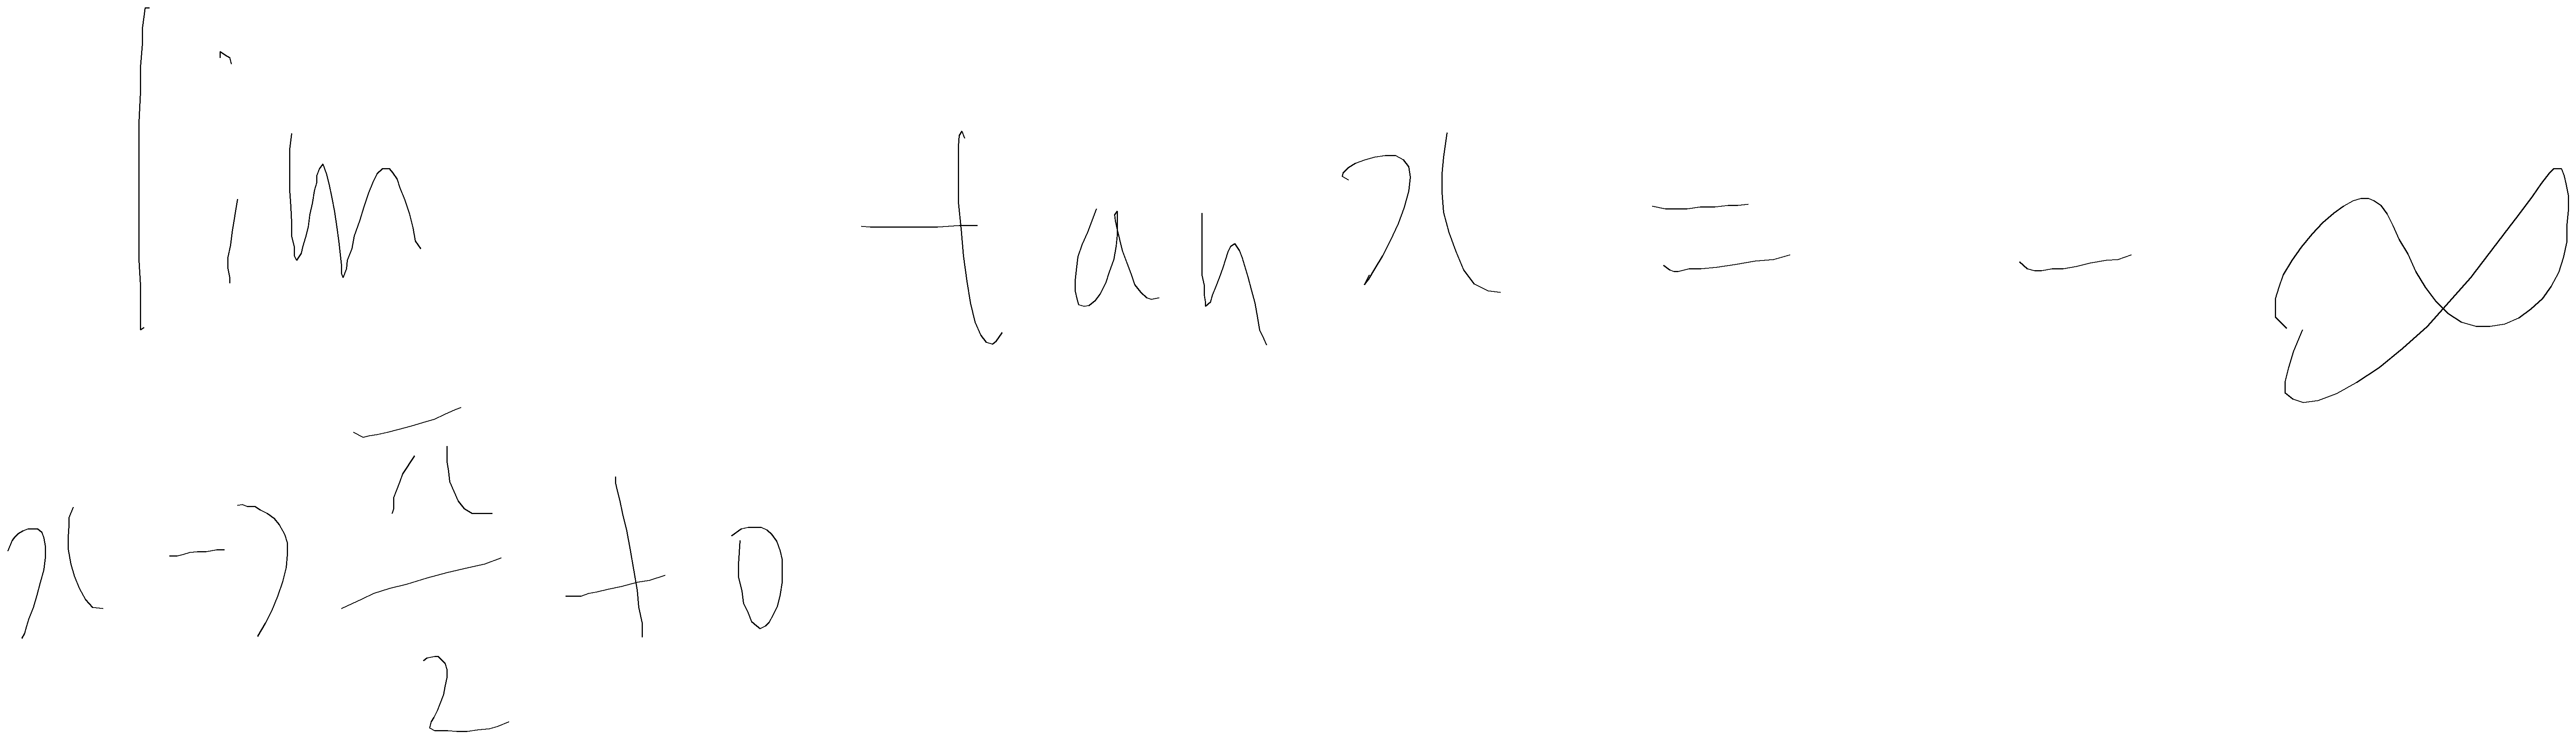 lim tan x = - ∞
x → π/2 + 0